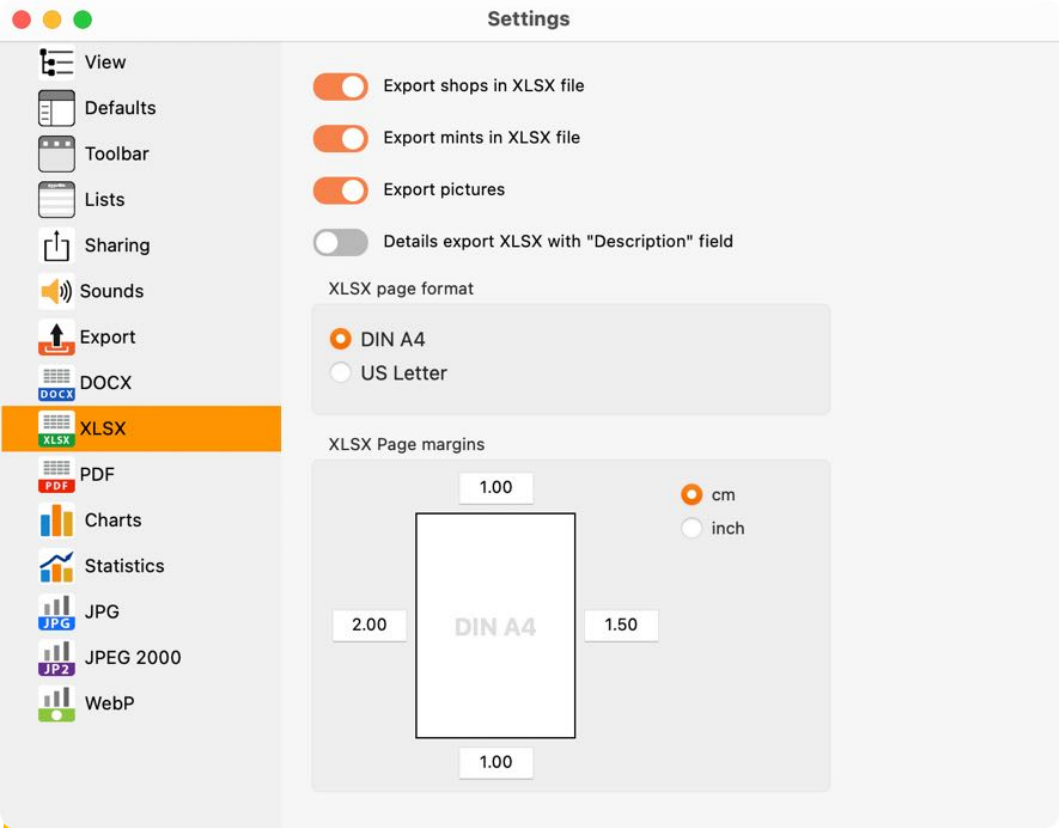 Settings
View
Defaults
Toolbar
Lists
Sharing
Sounds
Export
DOCX
DOCX
XLSX
XLSX
PDF
PDF
Charts
Statistics
JPG
JPG
JP2
JPEG 2000
WebP
Export shops in XLSX file
Export mints in XLSX file
Export pictures
Details export XLSX with "Description" field
XLSX page format
DIN A4
US Letter
XLSX Page margins
1.00
cm
inch
2.00
DIN A4
1.50
1.00